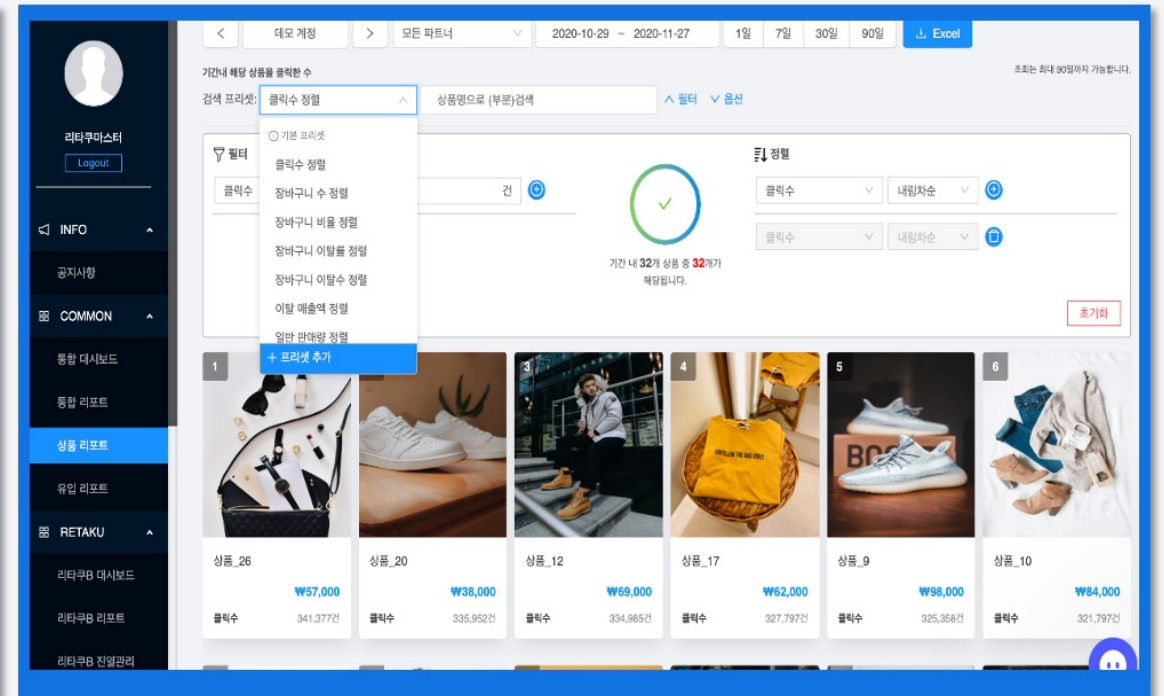 데모 계정
모든 파트너
2020-10-29 ~ 2020-11-27
1일 7일 30일 90일
Excel
기간내 해당 상품을 클릭한 수
조회는 최대 90일까지 가능합니다.
검색 프리셋:
클릭수 정렬
상품명으로 (부분)검색
필터
옵션
리타쿠마스터
Logout
INFO
공지사항
COMMON
통합 대시보드
통합 리포트
상품 리포트
유입 리포트
RETAKU
리타쿠B 대시보드
리타쿠B 리포트
리타쿠B 진열관리
기본 프리셋
클릭수 정렬
장바구니 수 정렬
장바구니 비율 정렬
장바구니 이탈률 정렬
장바구니 이탈수 정렬
이탈 매출액 정렬
일반 판매량 정렬
+ 프리셋 추가
필터
클릭수
건
기간 내 32개 상품 중 32개가
해당됩니다.
정렬
클릭수 내림차순
클릭수 내림차순
초기화
1
3
4
5
6
상품_26
₩57,000
클릭수 341,377건
상품_20
₩38,000
클릭수 335,952건
상품_12
₩69,000
클릭수 334,985건
상품_17
₩62,000
클릭수 327,797건
상품_9
₩98,000
클릭수 325,358건
상품_10
₩84,000
클릭수 321,797건